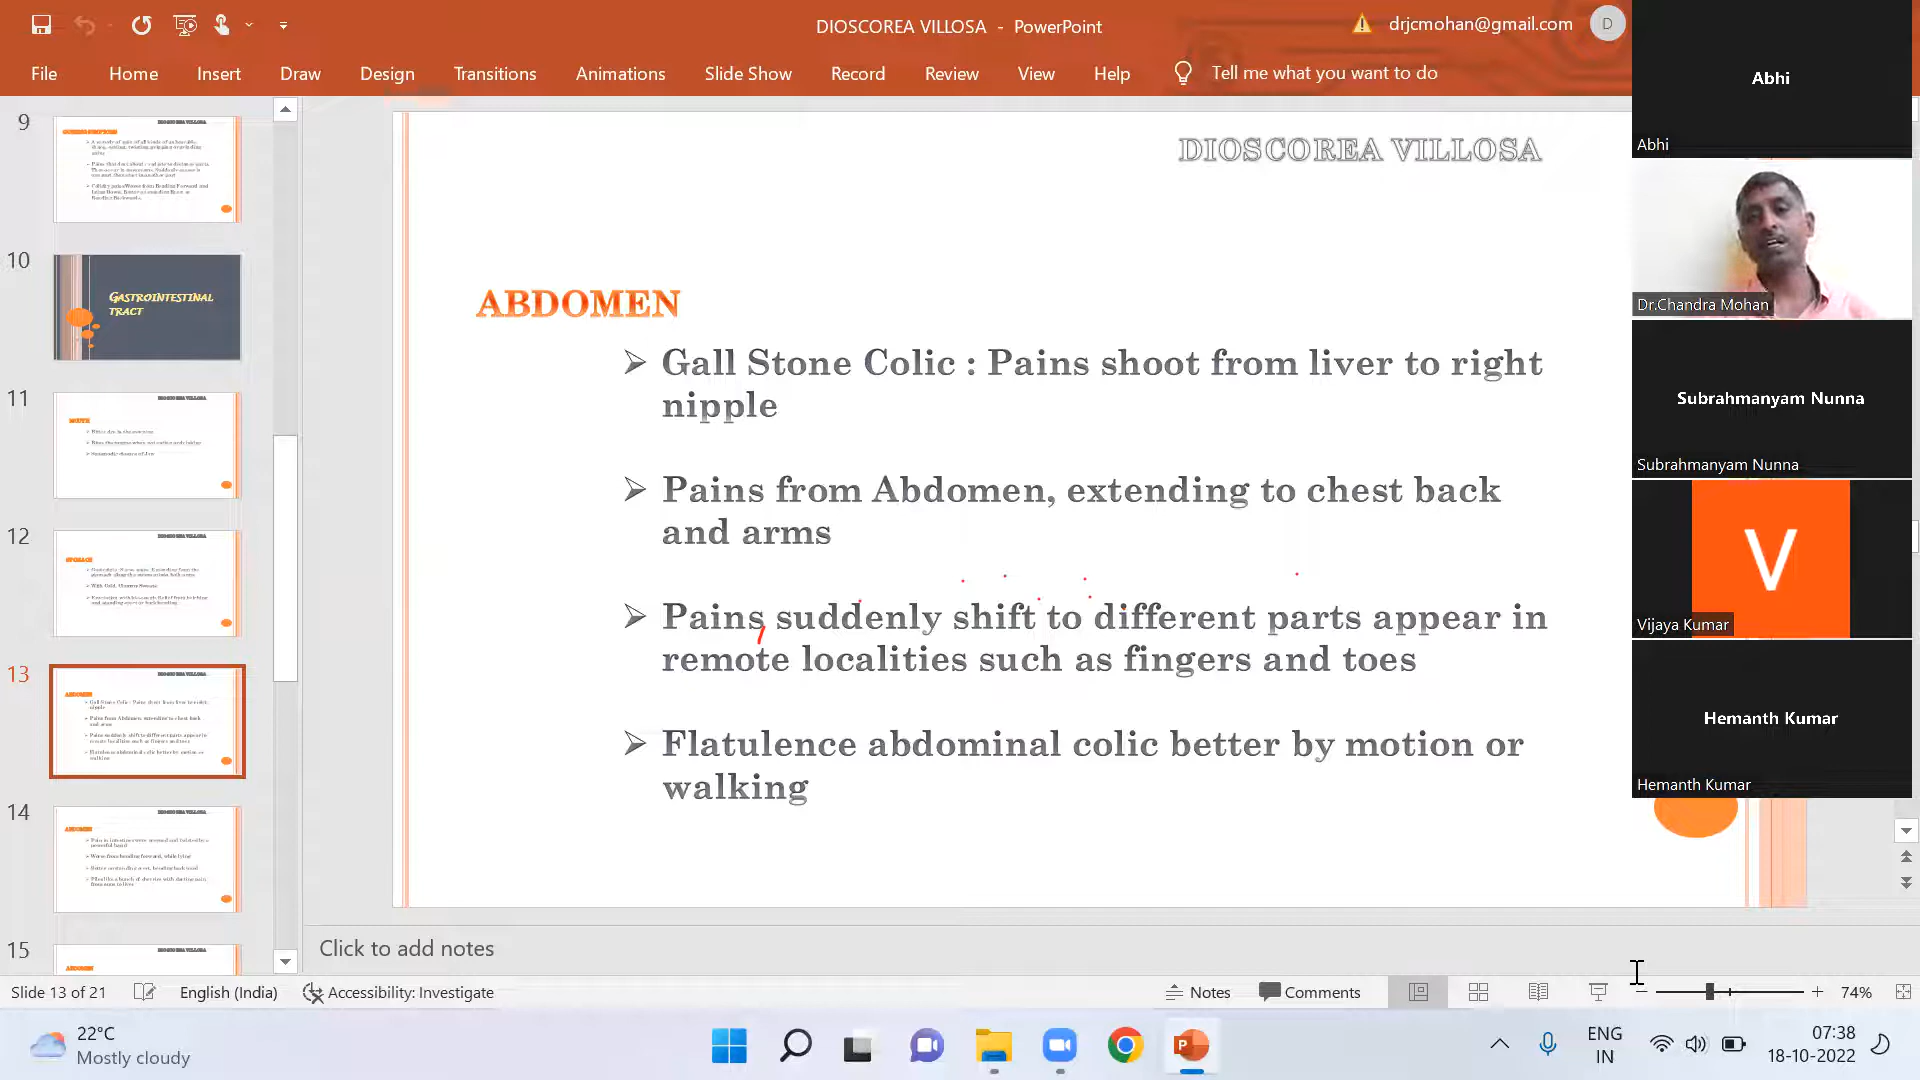 DIOSCOREA VILLOSA - PowerPoint
drjcmohan@gmail.com
D
File Home Insert Draw Design Transitions Animations Slide Show Record Review View Help Tell me what you want to do
9
10
GASTROINTESTINAL
TRACT
11
12
13
14
15
DIOSCOREA VILLOSA
ABDOMEN
Gall Stone Colic : Pains shoot from liver to right
nipple
Pains from Abdomen, extending to chest back
and arms
Pains suddenly shift to different parts appear in
remote localities such as fingers and toes
Flatulence abdominal colic better by motion or
walking
Abhi
Abhi
Dr.Chandra Mohan
Subrahmanyam Nunna
Subrahmanyam Nunna
V
Vijaya Kumar
Hemanth Kumar
Hemanth Kumar
Click to add notes
Slide 13 of 21 English (India) Accessibility: Investigate Notes Comments 74%
22°C
Mostly cloudy
ENG
IN
07:38
18-10-2022